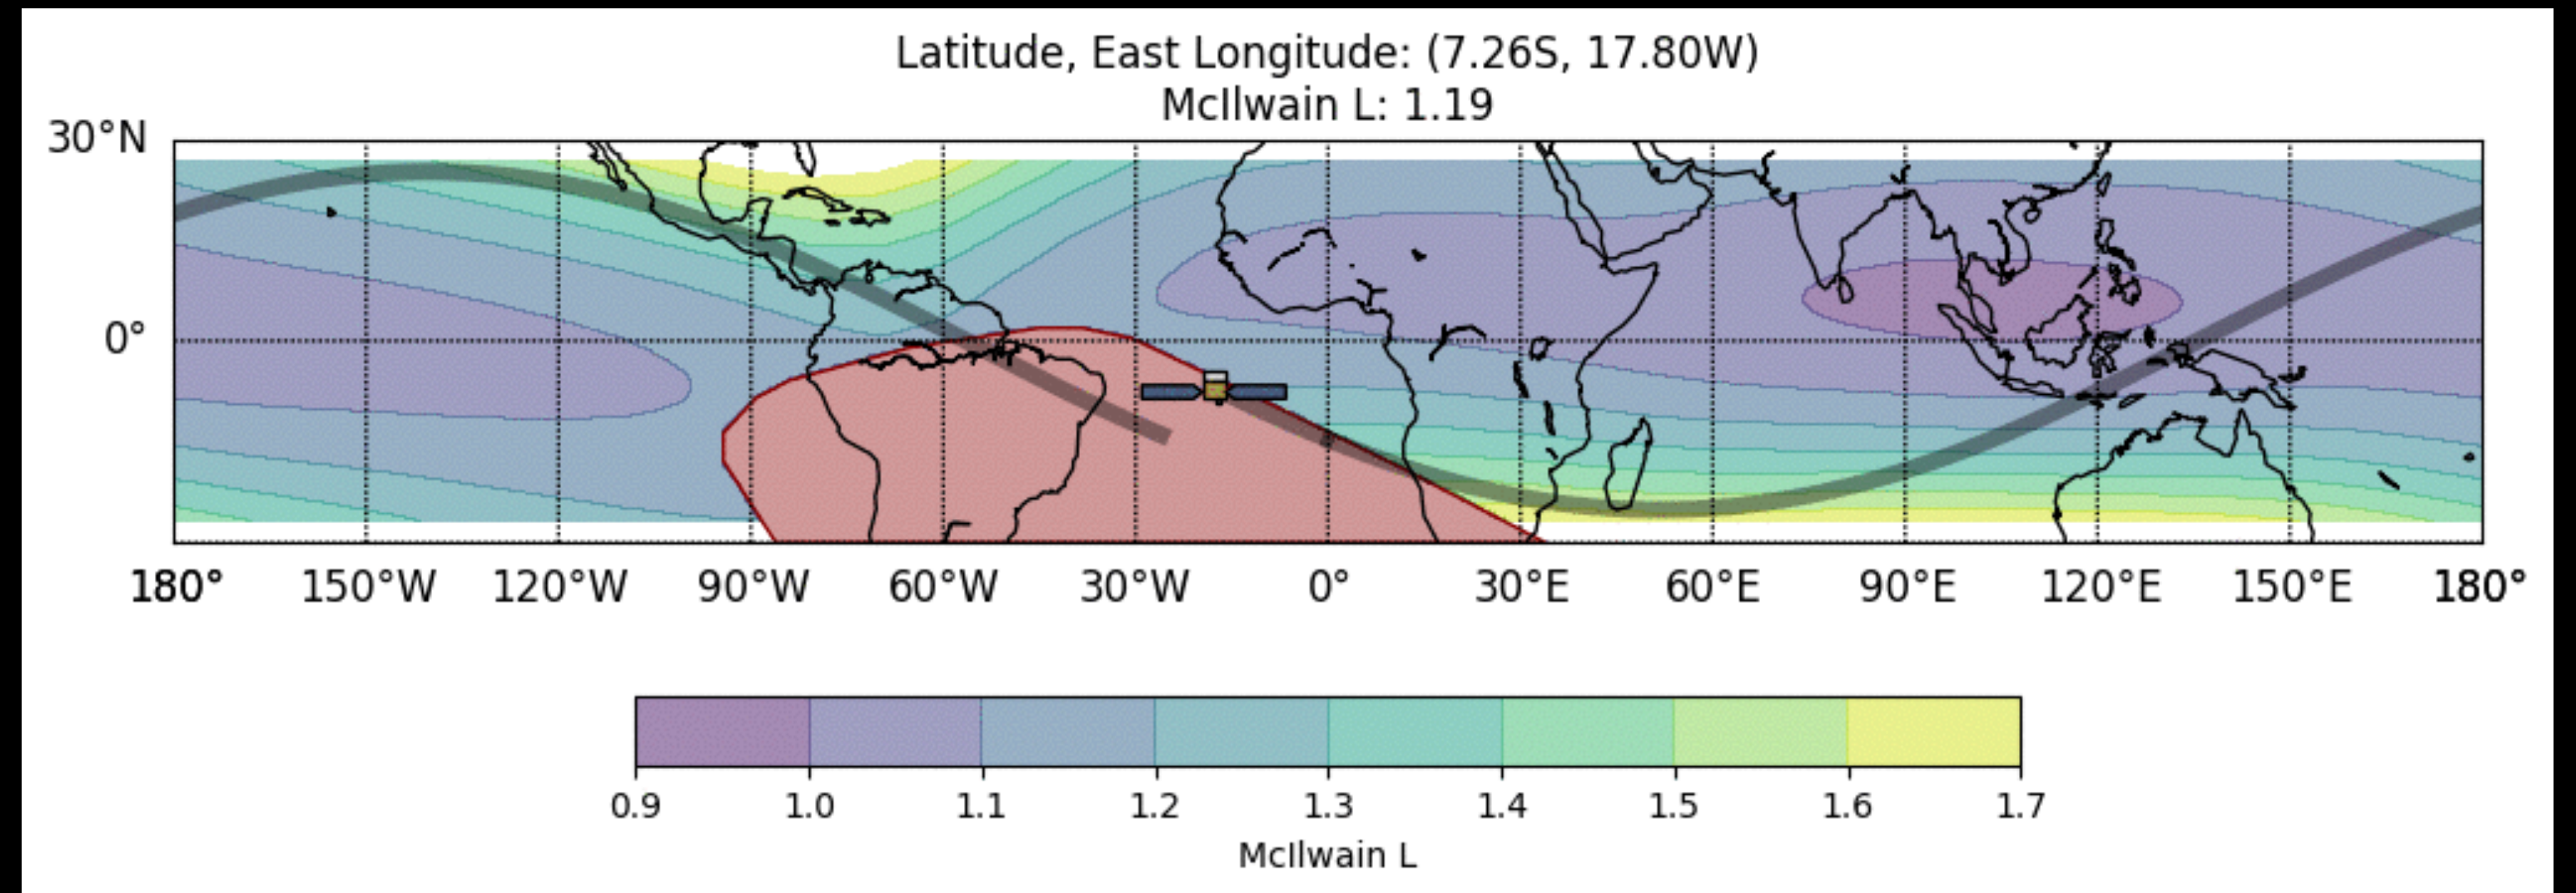 Latitude, East Longitude: (7.26S, 17.80W)
McIlwain L: 1.19
30°N
0°
180° 150°W 120°W 90°W 60°W 30°W 0° 30°E 60°E 90°E 120°E 150°E 180°
0.9 1.0 1.1 1.2 1.3 1.4 1.5 1.6 1.7
McIlwain L